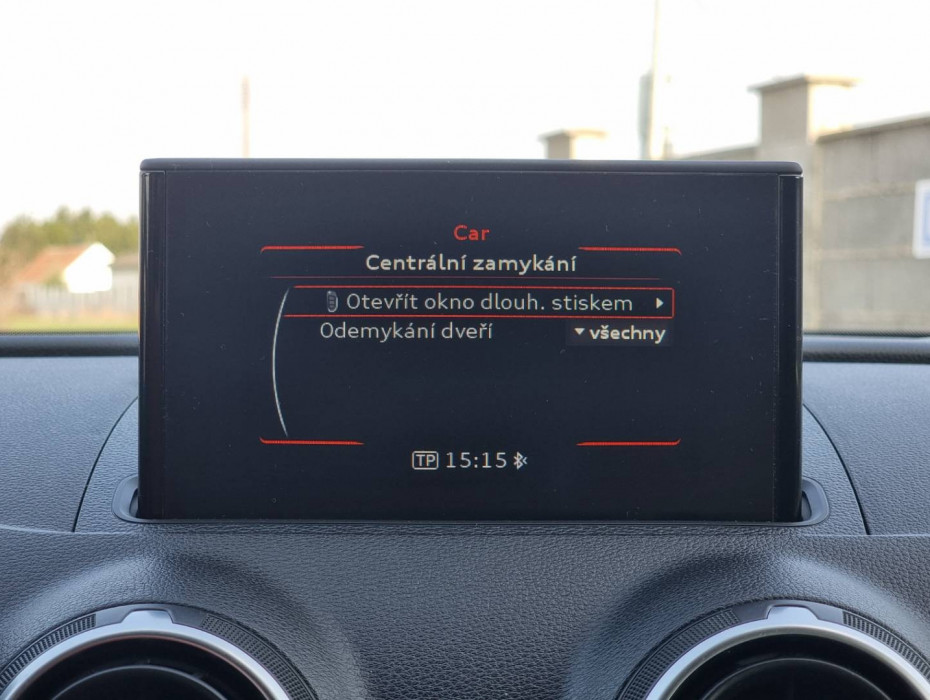 Car
Centrální zamykání
Otevřít okno dlouh. stiskem
Odemykání dveří všechny
TP 15:15